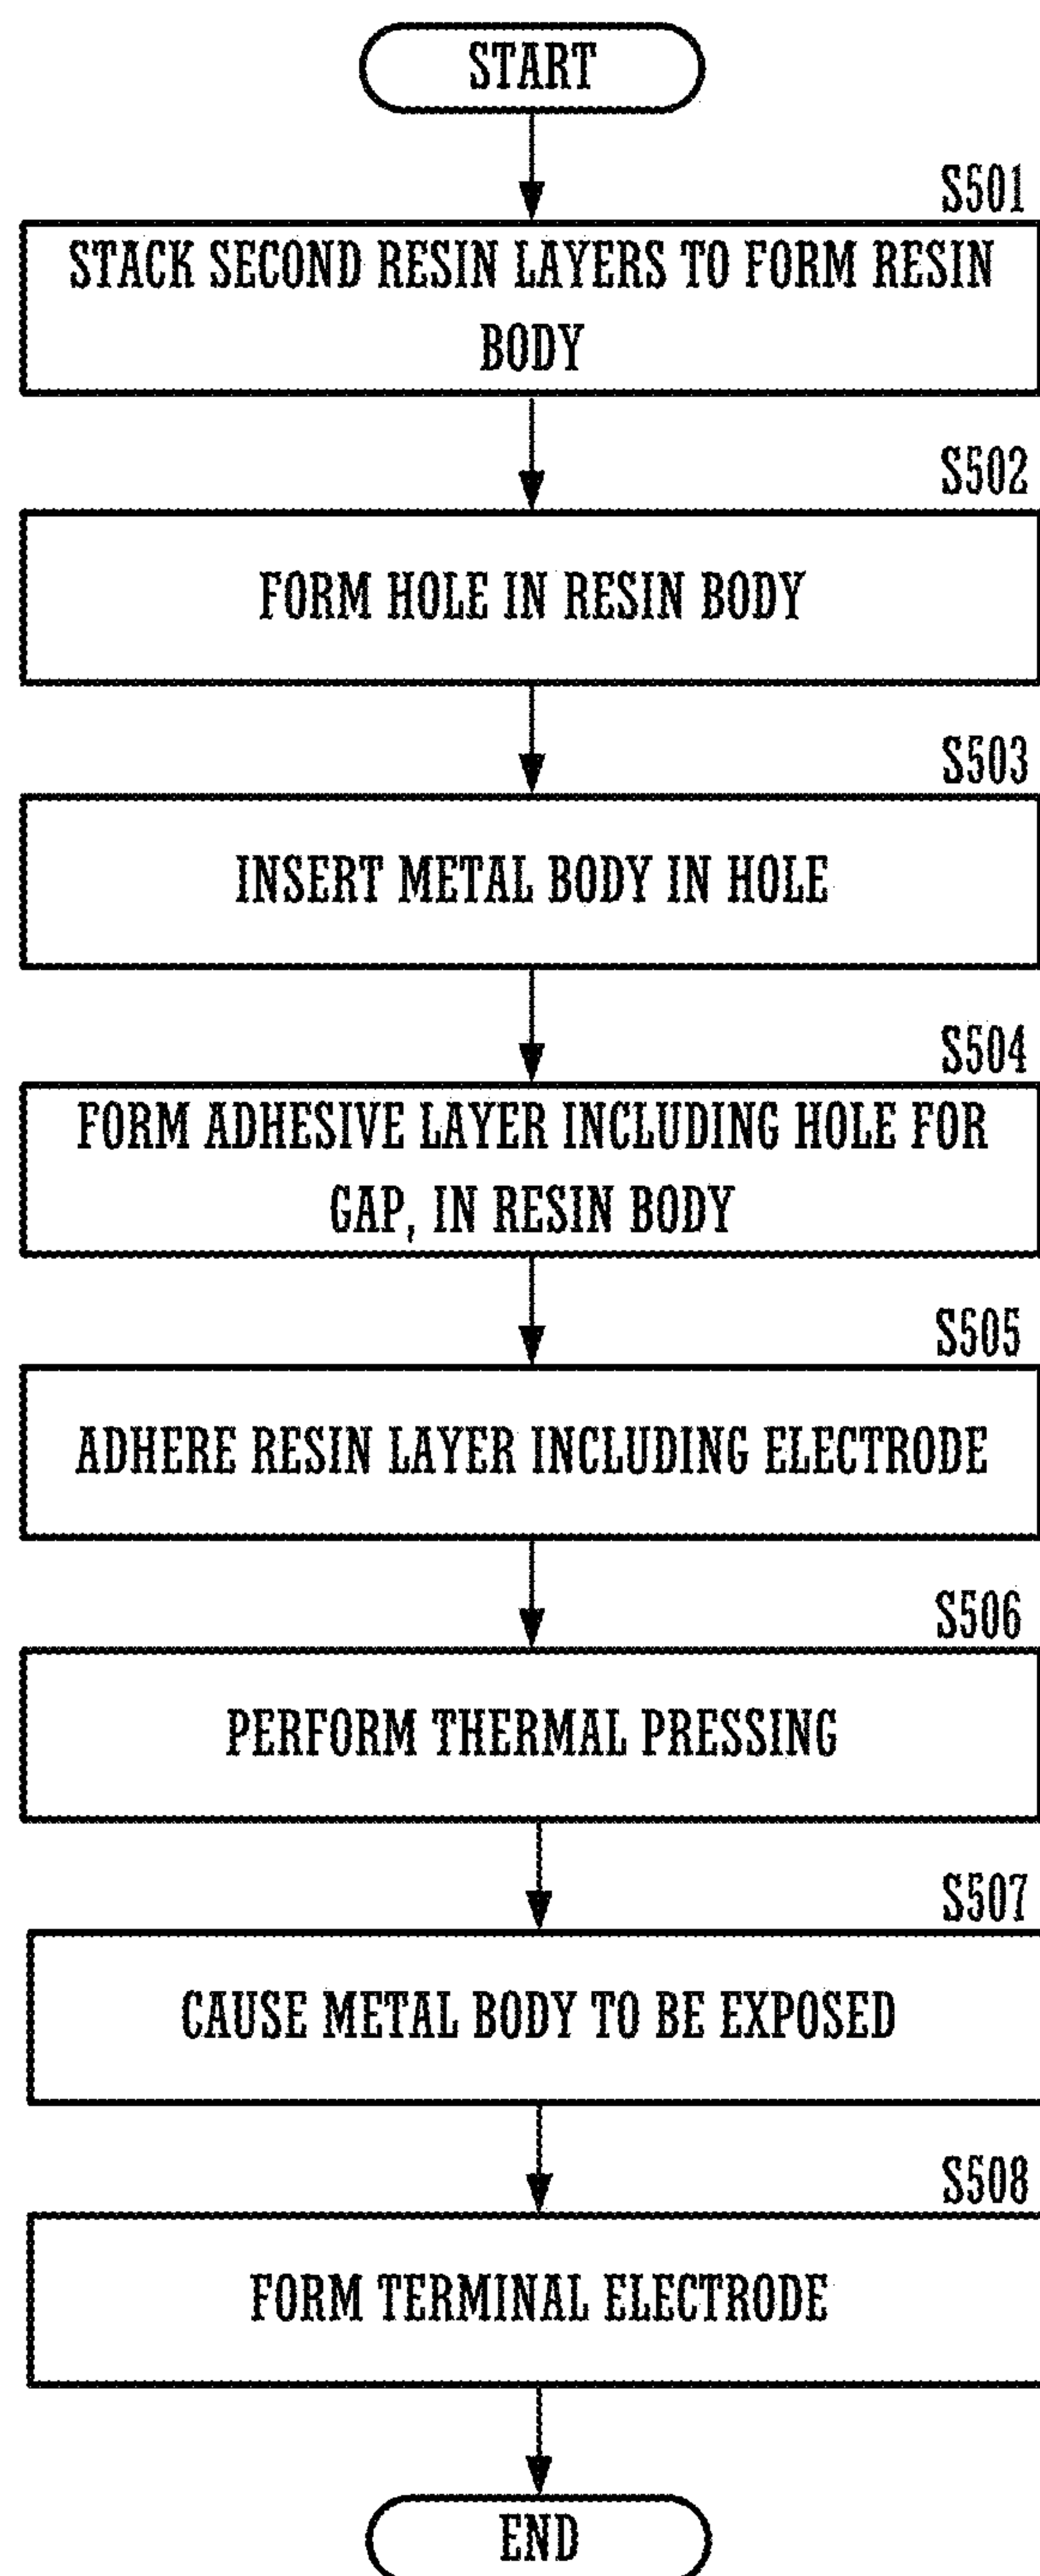 START
S501
STACK SECOND RESIN LAYERS TO FORM RESIN
BODY
S502
FORM HOLE IN RESIN BODY
S503
INSERT METAL BODY IN HOLE
S504
FORM ADHESIVE LAYER INCLUDING HOLE FOR
GAP, IN RESIN BODY
S505
ADHERE RESIN LAYER INCLUDING ELECTRODE
S506
PERFORM THERMAL PRESSING
S507
CAUSE METAL BODY TO BE EXPOSED
S508
FORM TERMINAL ELECTRODE
END